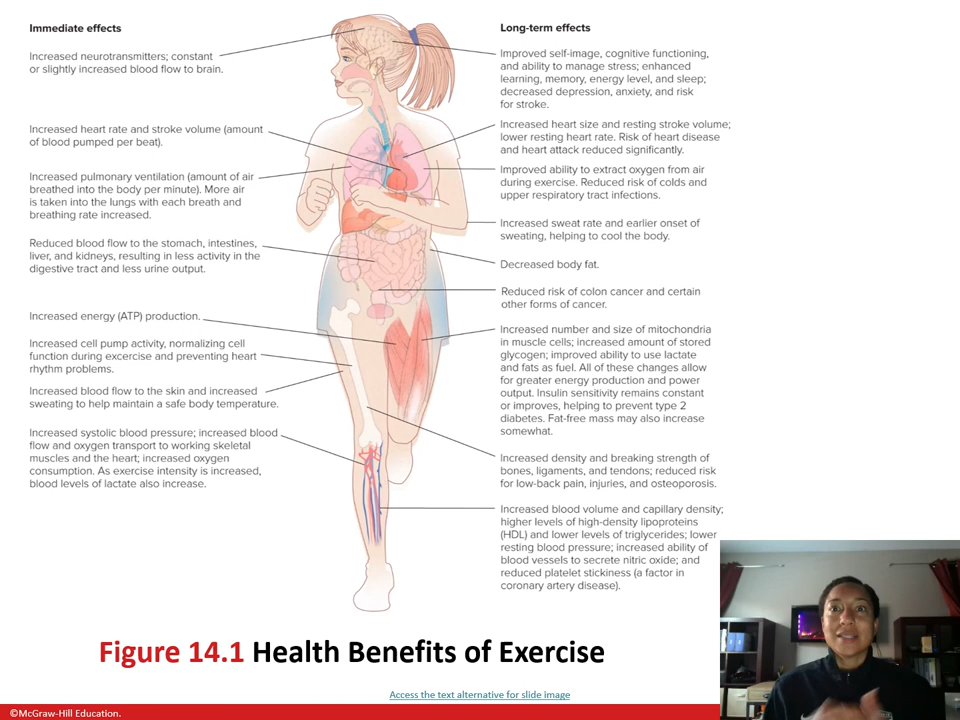 Immediate effects
Increased neurotransmitters; constant
or slightly increased blood flow to brain.
Increased heart rate and stroke volume (amount
of blood pumped per beat).
Increased pulmonary ventilation (amount of air
breathed into the body per minute). More air
is taken into the lungs with each breath and
breathing rate increased.
Reduced blood flow to the stomach, intestines,
liver, and kidneys, resulting in less activity in the
digestive tract and less urine output.
Increased energy (ATP) production.
Increased cell pump activity, normalizing cell
function during excercise and preventing heart
rhythm problems.
Increased blood flow to the skin and increased
sweating to help maintain a safe body temperature.
Increased systolic blood pressure; increased blood
flow and oxygen transport to working skeletal
muscles and the heart; increased oxygen
consumption. As exercise intensity is increased,
blood levels of lactate also increase.
Long-term effects
Improved self-image, cognitive functioning,
and ability to manage stress; enhanced
learning, memory, energy level, and sleep;
decreased depression, anxiety, and risk
for stroke.
Increased heart size and resting stroke volume;
lower resting heart rate. Risk of heart disease
and heart attack reduced significantly.
Improved ability to extract oxygen from air
during exercise. Reduced risk of colds and
upper respiratory tract infections.
Increased sweat rate and earlier onset of
sweating, helping to cool the body.
Decreased body fat.
Reduced risk of colon cancer and certain
other forms of cancer.
Increased number and size of mitochondria
in muscle cells; increased amount of stored
glycogen; improved ability to use lactate
and fats as fuel. All of these changes allow
for greater energy production and power
output. Insulin sensitivity remains constant
or improves, helping to prevent type 2
diabetes. Fat-free mass may also increase
somewhat.
Increased density and breaking strength of
bones, ligaments, and tendons; reduced risk
for low-back pain, injuries, and osteoporosis.
Increased blood volume and capillary density;
higher levels of high-density lipoproteins
(HDL) and lower levels of triglycerides; lower
resting blood pressure; increased ability of
blood vessels to secrete nitric oxide; and
reduced platelet stickiness (a factor in
coronary artery disease).
Figure 14.1 Health Benefits of Exercise
Access the text alternative for slide image
©McGraw-Hill Education.